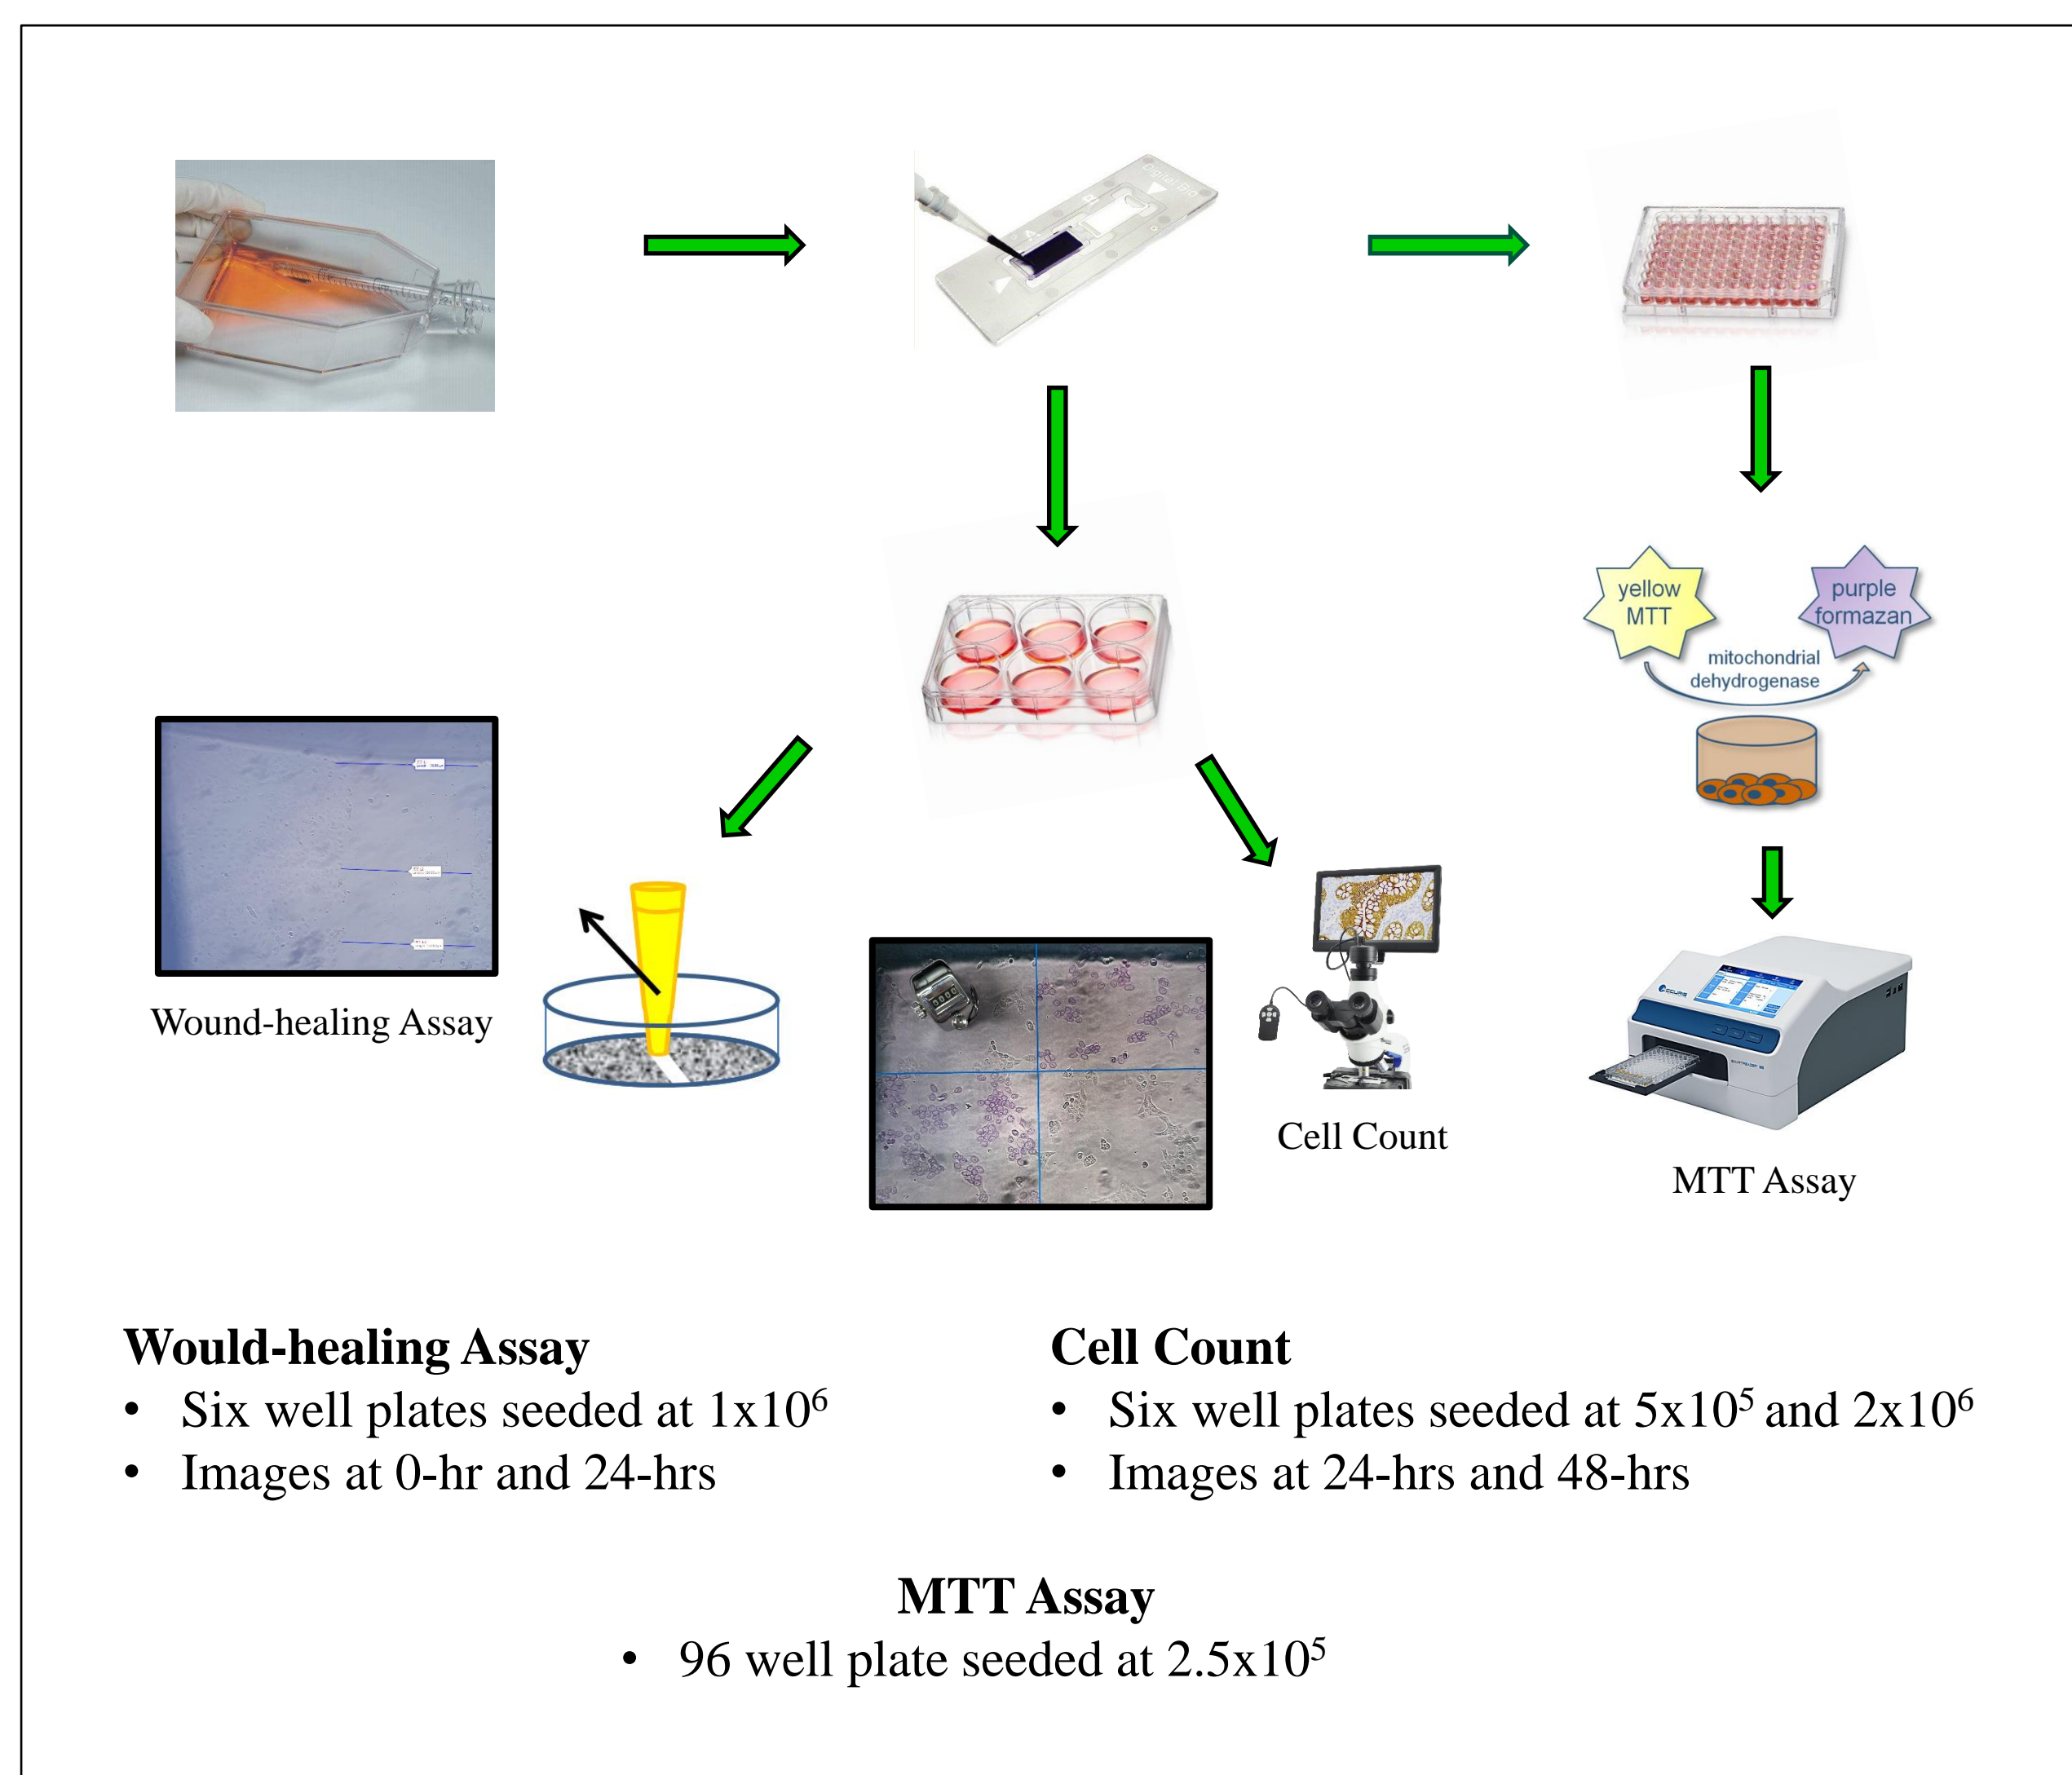 Digital Bio
yellow
MTT
purple
formazan
mitochondrial
dehydrogenase
Wound-healing Assay
Cell Count
MTT Assay
Would-healing Assay
• Six well plates seeded at 1x10⁶
• Images at 0-hr and 24-hrs
Cell Count
• Six well plates seeded at 5x10⁵ and 2x10⁶
• Images at 24-hrs and 48-hrs
MTT Assay
• 96 well plate seeded at 2.5x10⁵